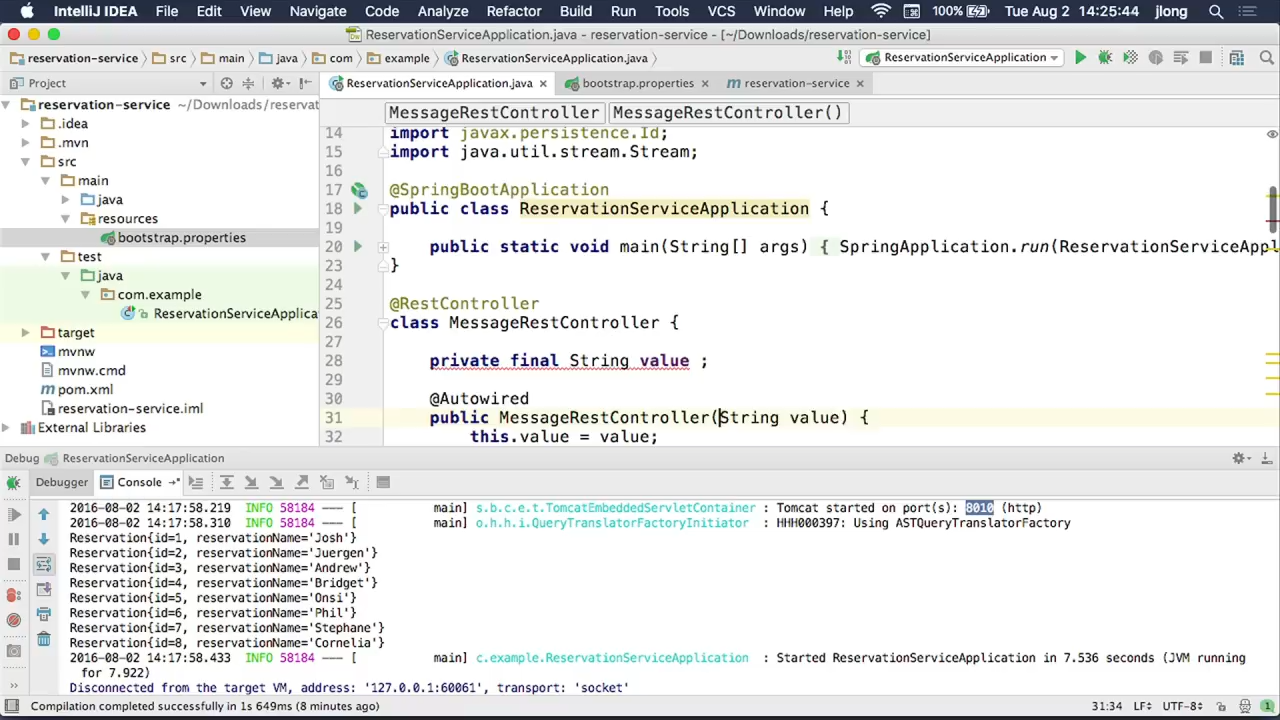 IntelliJ IDEA File Edit View Navigate Code Analyze Refactor Build Run Tools VCS Window Help 100% Tue Aug 2 14:25:44 jlong
ReservationServiceApplication.java - reservation-service - [~/Downloads/reservation-service]
reservation-service src main java com example ReservationServiceApplication.java ReservationServiceApplication
Project ReservationServiceApplication.java bootstrap.properties reservation-service
reservation-service ~/Downloads/reservat
.idea
.mvn
src
main
java
resources
bootstrap.properties
test
java
com.example
ReservationServiceApplica
target
mvnw
mvnw.cmd
pom.xml
reservation-service.iml
External Libraries
MessageRestController MessageRestController()
14 import javax.persistence.Id;
15 import java.util.stream.Stream;
16
17 @SpringBootApplication
18 public class ReservationServiceApplication {
19
20 public static void main(String[] args) { SpringApplication.run(ReservationServiceAppl
23 }
24
25 @RestController
26 class MessageRestController {
27
28 private final String value ;
29
30 @Autowired
31 public MessageRestController(String value) {
32 this.value = value;
Debug ReservationServiceApplication
Debugger Console
2016-08-02 14:17:58.219 INFO 58184 --- [ main] s.b.c.e.t.TomcatEmbeddedServletContainer : Tomcat started on port(s): 8010 (http)
2016-08-02 14:17:58.310 INFO 58184 --- [ main] o.h.h.i.QueryTranslatorFactoryInitiator : HHH000397: Using ASTQueryTranslatorFactory
Reservation{id=1, reservationName='Josh'}
Reservation{id=2, reservationName='Juergen'}
Reservation{id=3, reservationName='Andrew'}
Reservation{id=4, reservationName='Bridget'}
Reservation{id=5, reservationName='Onsi'}
Reservation{id=6, reservationName='Phil'}
Reservation{id=7, reservationName='Stephane'}
Reservation{id=8, reservationName='Cornelia'}
2016-08-02 14:17:58.433 INFO 58184 --- [ main] c.example.ReservationServiceApplication : Started ReservationServiceApplication in 7.536 seconds (JVM running
for 7.922)
Disconnected from the target VM, address: '127.0.0.1:60061', transport: 'socket'
Compilation completed successfully in 1s 649ms (8 minutes ago) 31:34 LF UTF-8 1